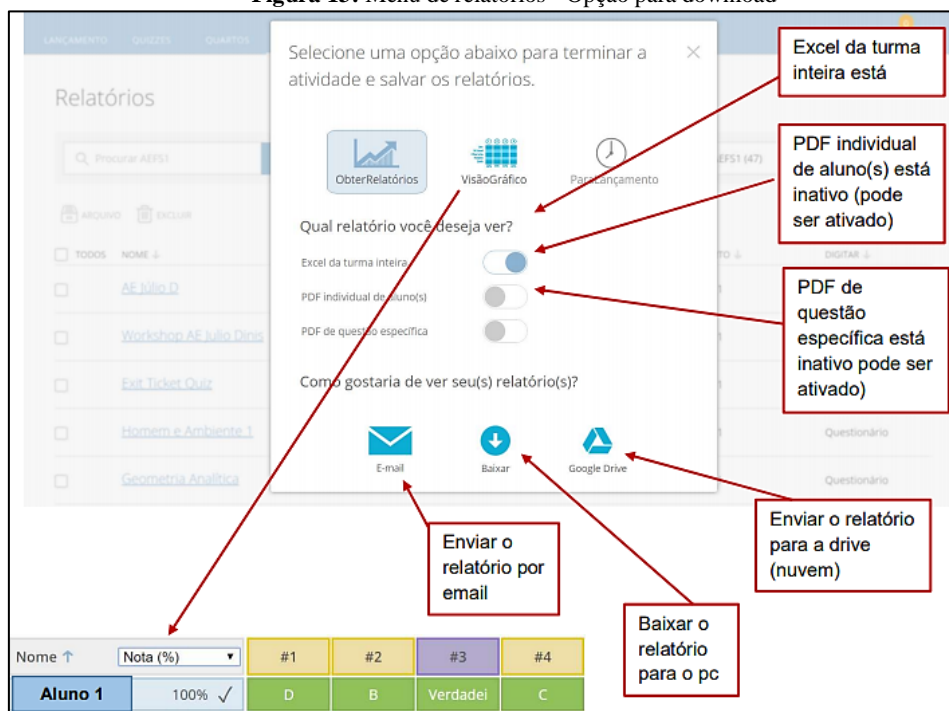 Figura 15: Menu de relatórios - Opção para download
LANÇAMENTO QUIZZES QUARTOS
Relatórios
Procurar AEFS1
AEFS1 (47)
ARQUIVO EXCLUIR
TODOS NOME ↓
DIGITAR ↓
AE Júlio D
Workshop AE Julio Dinis
Exit Ticket Quiz
Homem e Ambiente 1
Questionário
Geometria Analítica
Questionário
Selecione uma opção abaixo para terminar a
atividade e salvar os relatórios.
ObterRelatórios VisãoGráfico ParaLançamento
Qual relatório você deseja ver?
Excel da turma inteira
PDF individual de aluno(s)
PDF de questão específica
Como gostaria de ver seu(s) relatório(s)?
E-mail Baixar Google Drive
Excel da turma
inteira está
PDF individual
de aluno(s) está
inativo (pode
ser ativado)
PDF de
questão
específica está
inativo pode ser
ativado)
Enviar o
relatório por
email
Baixar o
relatório
para o pc
Enviar o relatório
para a drive
(nuvem)
Nome ↑ Nota (%) #1 #2 #3 #4
Aluno 1 100% ✓ D B Verdadei C